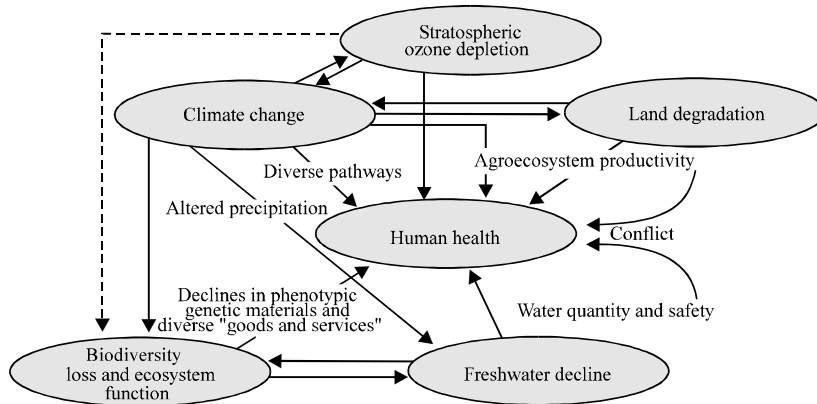 Stratospheric
ozone depletion
Climate change
Land degradation
Agroecosystem productivity
Diverse pathways
Altered precipitation
Human health
Conflict
Declines in phenotypic
genetic materials and
diverse "goods and services"
Water quantity and safety
Biodiversity
loss and ecosystem
function
Freshwater decline